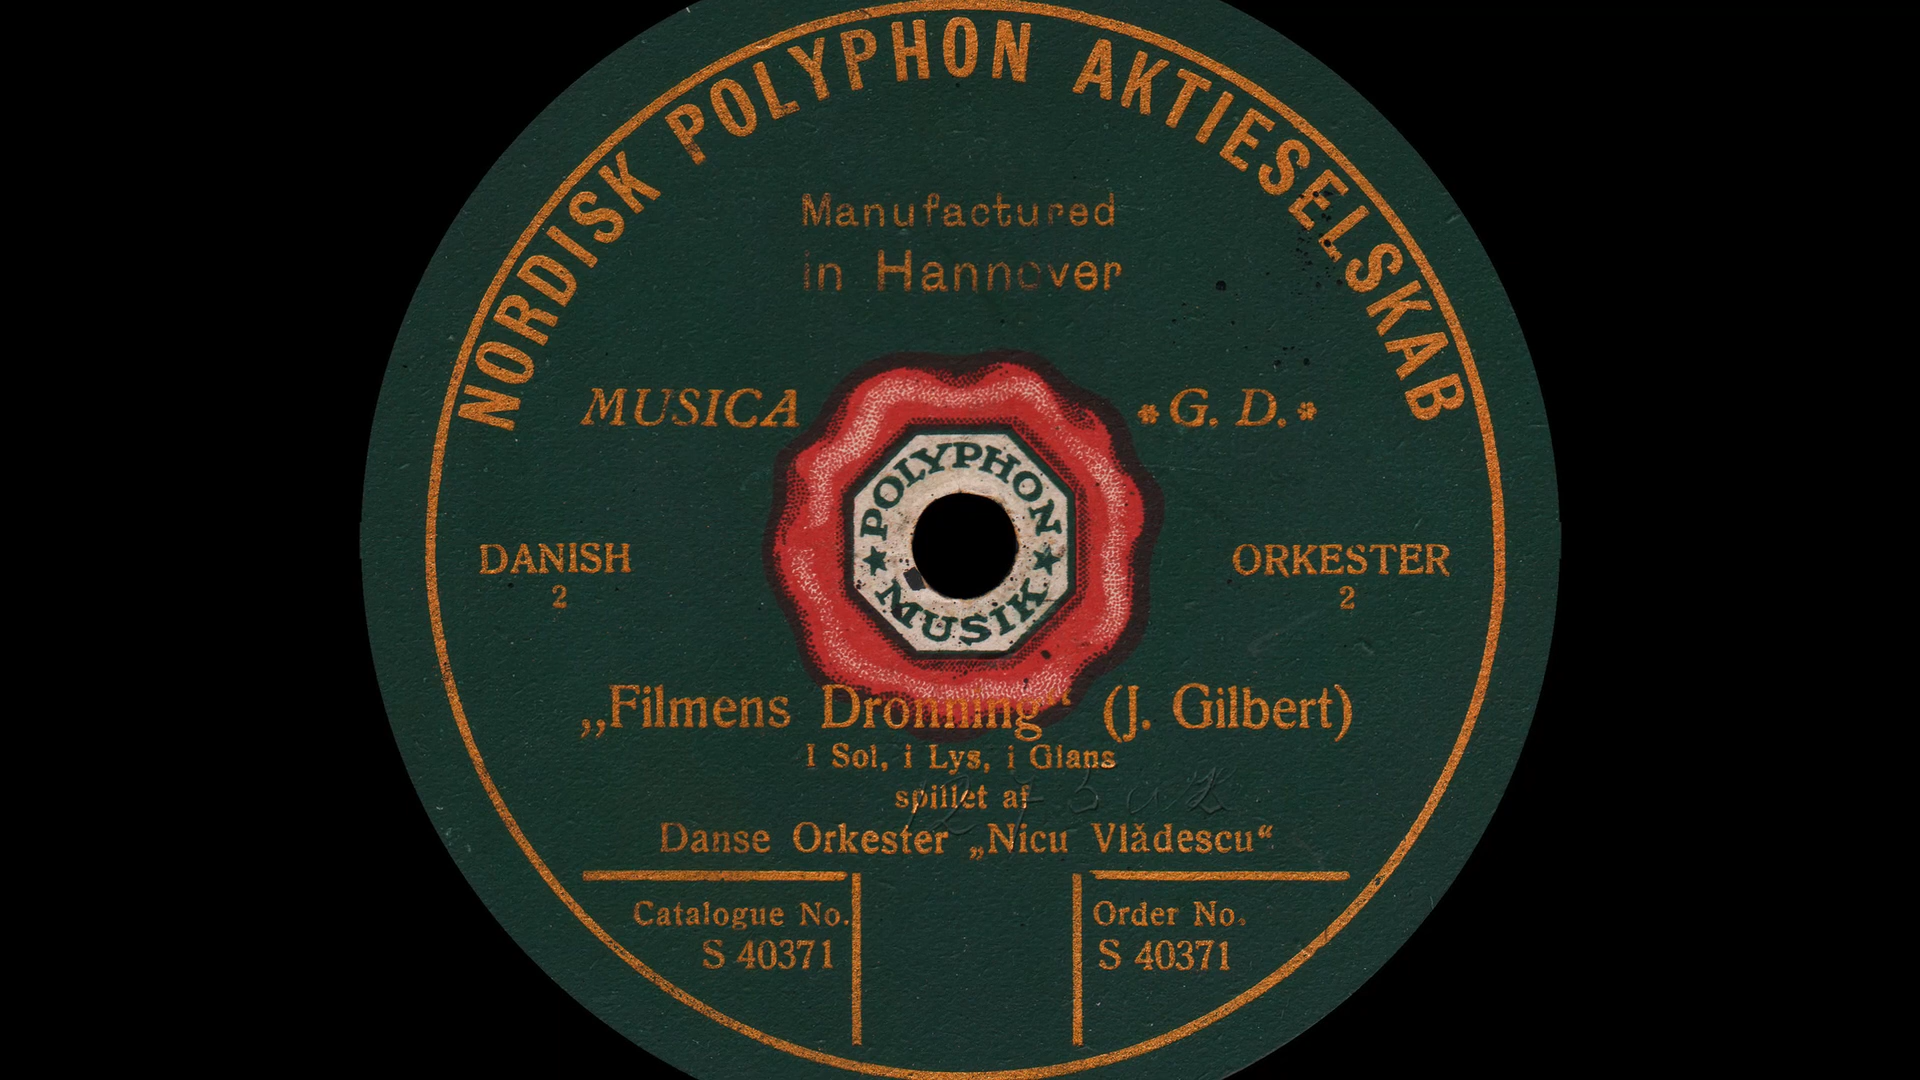 NORDISK POLYPHON AKTIESELSKAB
Manufactured
in Hannover
MUSICA
G. D.
POLYPHON
MUSIK
DANISH
2
ORKESTER
2
„Filmens Dronning“ (J. Gilbert)
I Sol, i Lys, i Glans
spillet af
Danse Orkester „Nicu Vlădescu“
Catalogue No.
S 40371
Order No.
S 40371